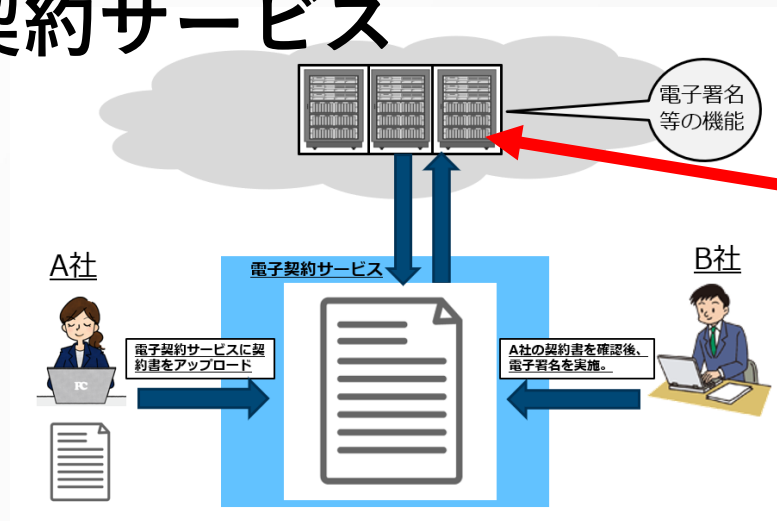 契約サービス
電子署名
等の機能
電子契約サービス
A社
B社
電子契約サービスに契
約書をアップロード
A社の契約書を確認後、
電子署名を実施。
PC